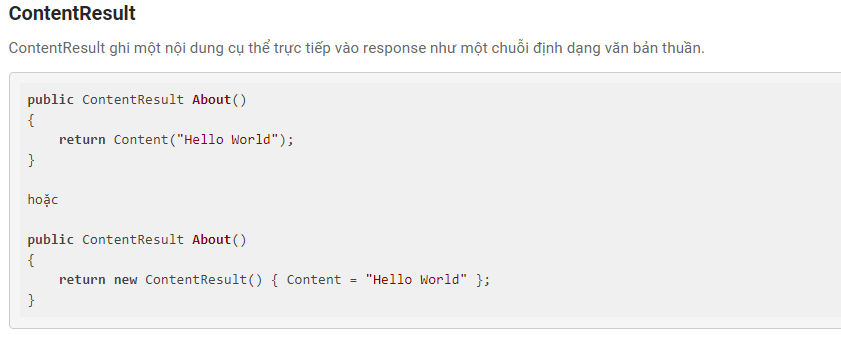 ContentResult
ContentResult ghi một nội dung cụ thể trực tiếp vào response như một chuỗi định dạng văn bản thuần.
public ContentResult About()
{
    return Content("Hello World");
}
hoặc
public ContentResult About()
{
    return new ContentResult() { Content = "Hello World" };
}